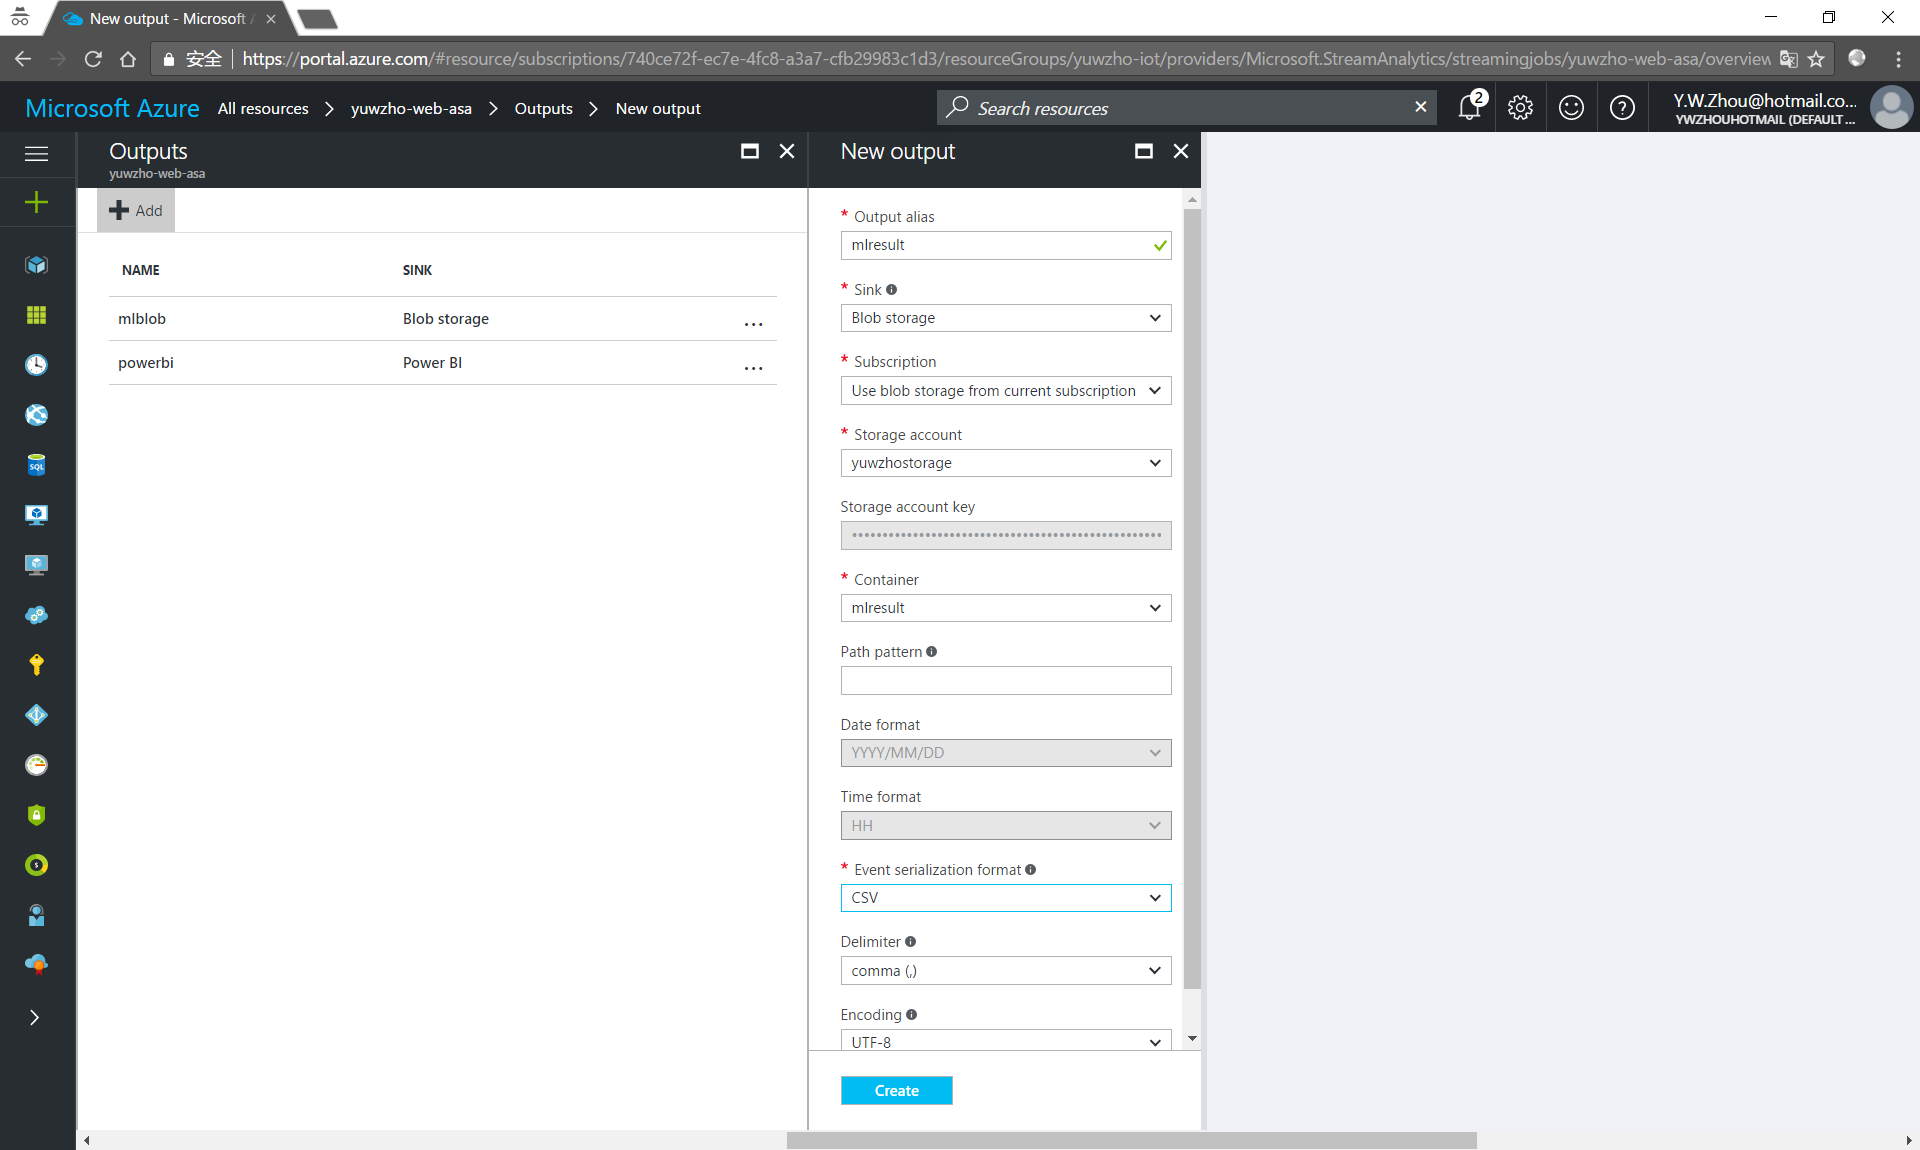 New output - Microsoft A
安全 https://portal.azure.com/#resource/subscriptions/740ce72f-ec7e-4fc8-a3a7-cfb29983c1d3/resourceGroups/yuwzho-iot/providers/Microsoft.StreamAnalytics/streamingjobs/yuwzho-web-asa/overview
Microsoft Azure All resources yuwzho-web-asa Outputs New output
Search resources
2
Y.W.Zhou@hotmail.co...
YWZHOUHOTMAIL (DEFAULT ...
Outputs
yuwzho-web-asa
Add
NAME SINK
mlblob Blob storage ...
powerbi Power BI ...
SQL
New output
* Output alias
mlresult
* Sink
Blob storage
* Subscription
Use blob storage from current subscription
* Storage account
yuwzhostorage
Storage account key
* Container
mlresult
Path pattern
Date format
YYYY/MM/DD
Time format
HH
* Event serialization format
CSV
Delimiter
comma (,)
Encoding
UTF-8
Create